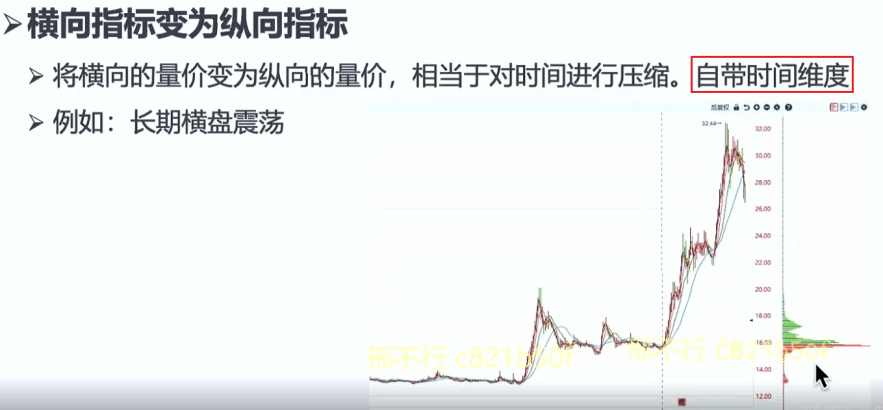 横向指标变为纵向指标
将横向的量价变为纵向的量价，相当于对时间进行压缩。自带时间维度
例如：长期横盘震荡
后复权
32.44
32.00
30.00
28.00
26.00
24.00
22.00
20.00
18.00
16.00
14.00
12.00
邢不行 c821b50f
邢不行 c821b50f